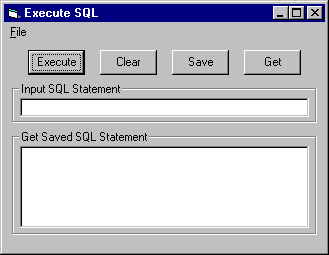 Execute SQL
File
Execute Clear Save Get
Input SQL Statement
Get Saved SQL Statement